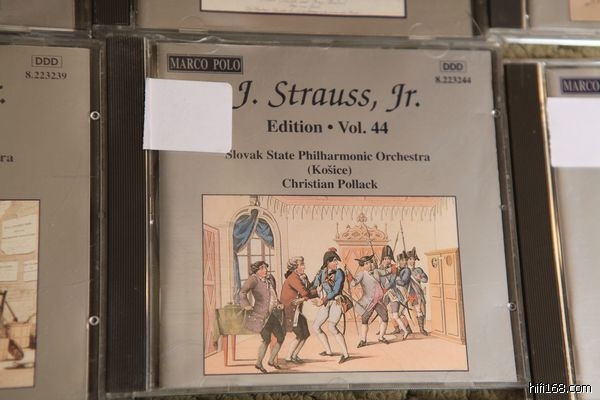 8.223239
DDD
MARCO POLO
DDD
8.223244
J. Strauss, Jr.
Edition • Vol. 44
Slovak State Philharmonic Orchestra
(Košice)
Christian Pollack
MARCO
hifi168.com